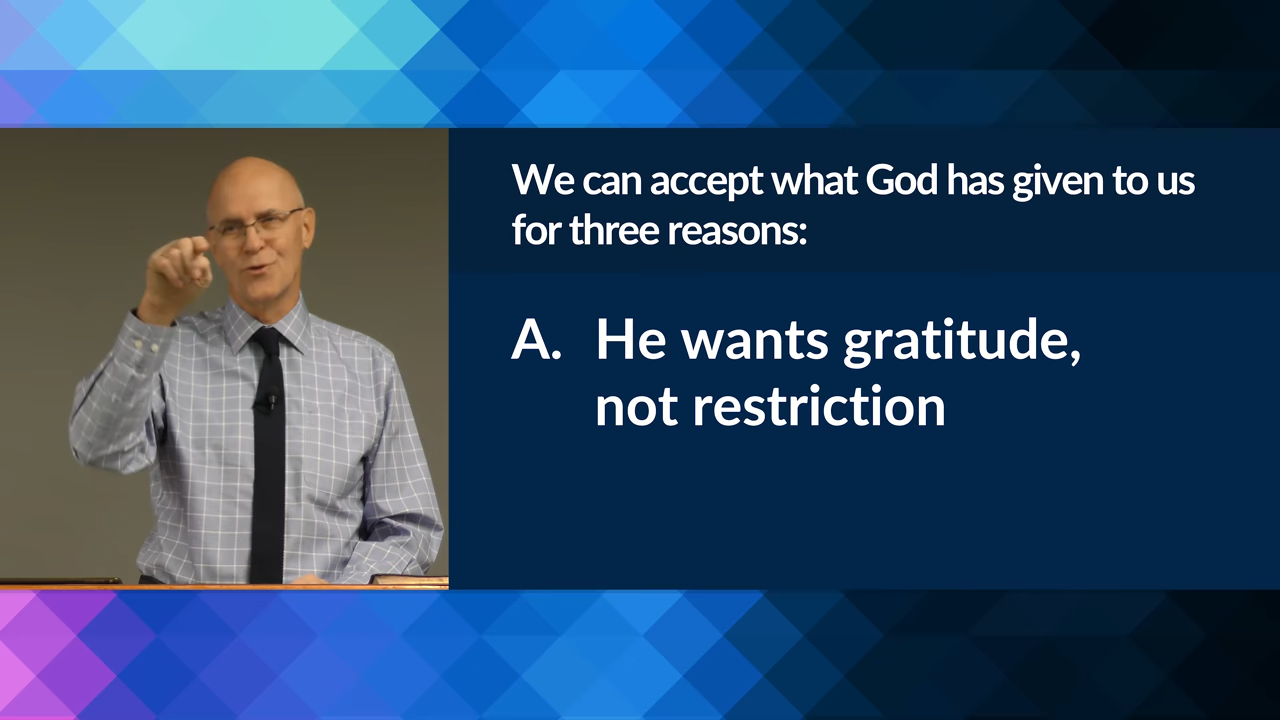 We can accept what God has given to us
for three reasons:
A. He wants gratitude,
not restriction